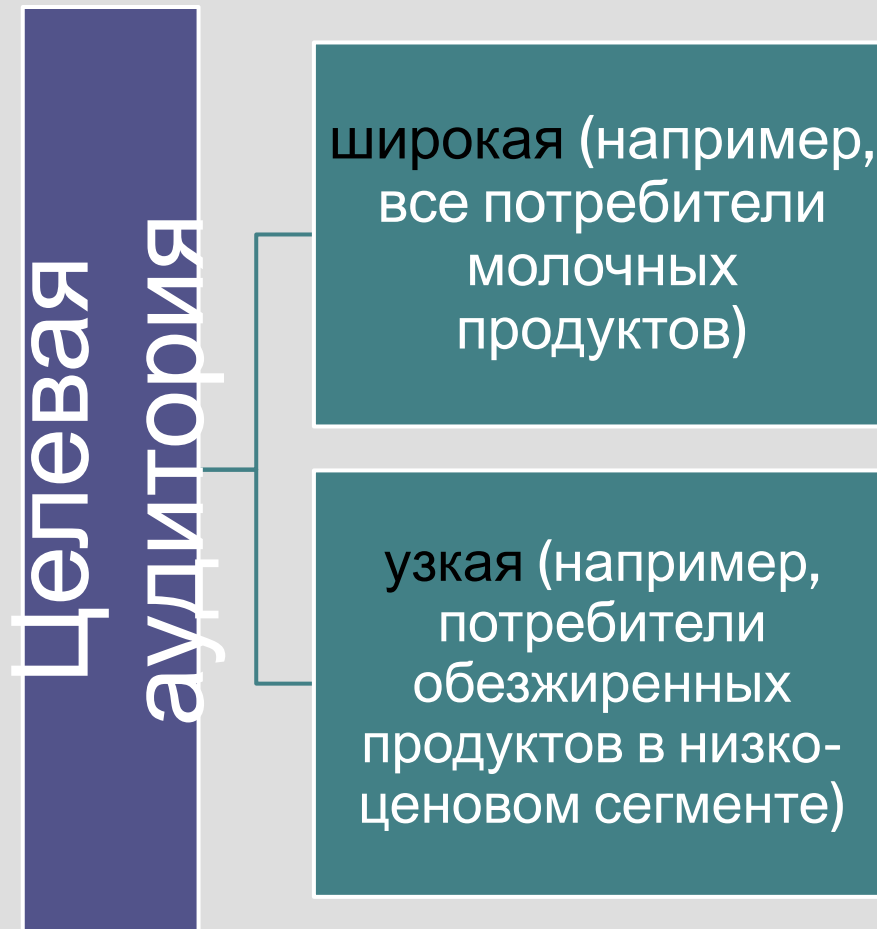 Целевая
аудитория
широкая (например,
все потребители
молочных
продуктов)
узкая (например,
потребители
обезжиренных
продуктов в низко-
ценовом сегменте)